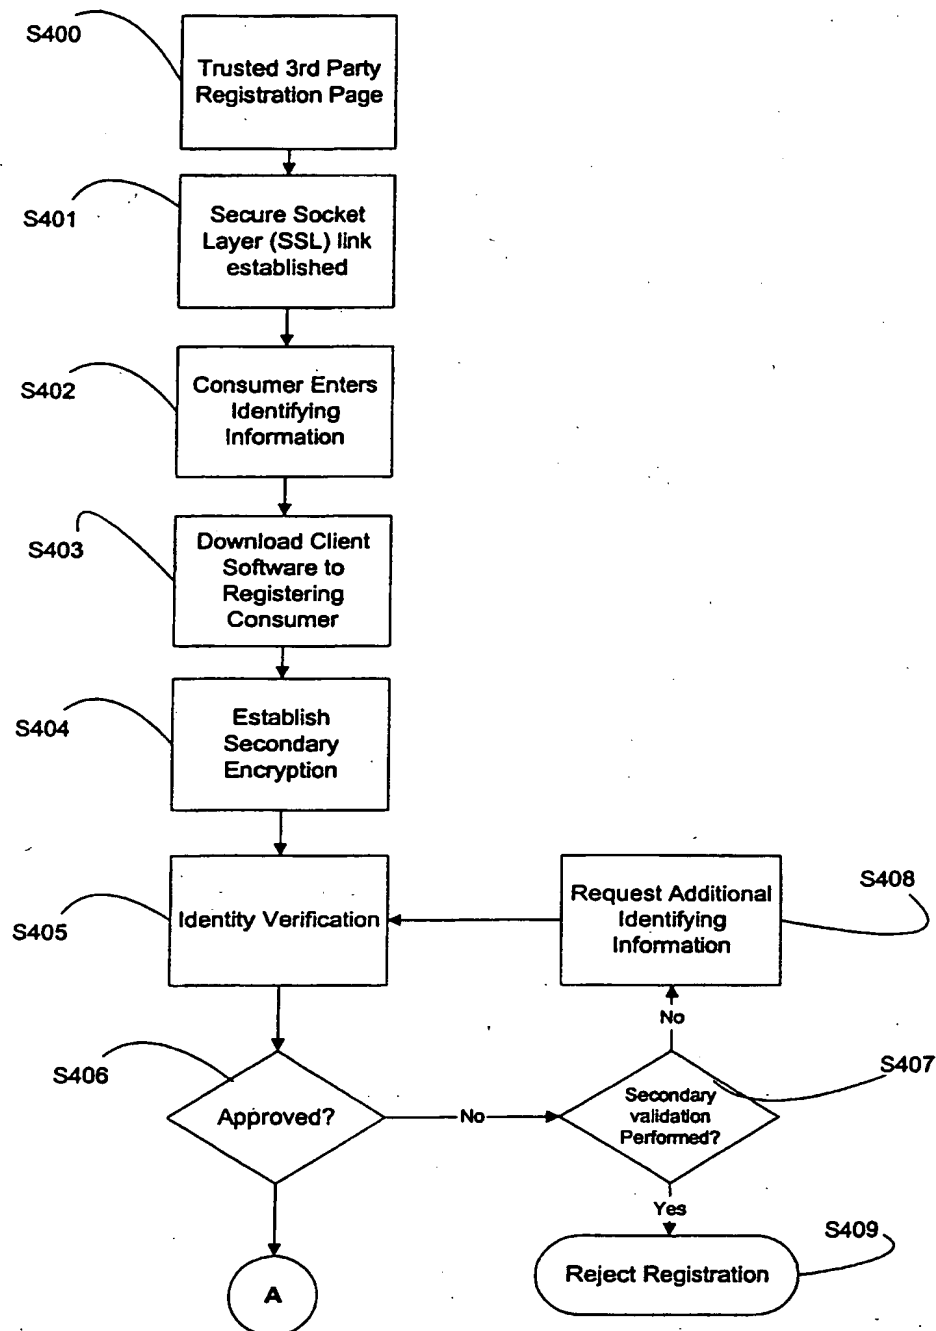 S400
Trusted 3rd Party
Registration Page
S401
Secure Socket
Layer (SSL) link
established
S402
Consumer Enters
Identifying
Information
S403
Download Client
Software to
Registering
Consumer
S404
Establish
Secondary
Encryption
S405
Identity Verification
Request Additional
Identifying
Information
S408
No
S406
Approved?
No
Secondary
validation
Performed?
S407
Yes
S409
A
Reject Registration